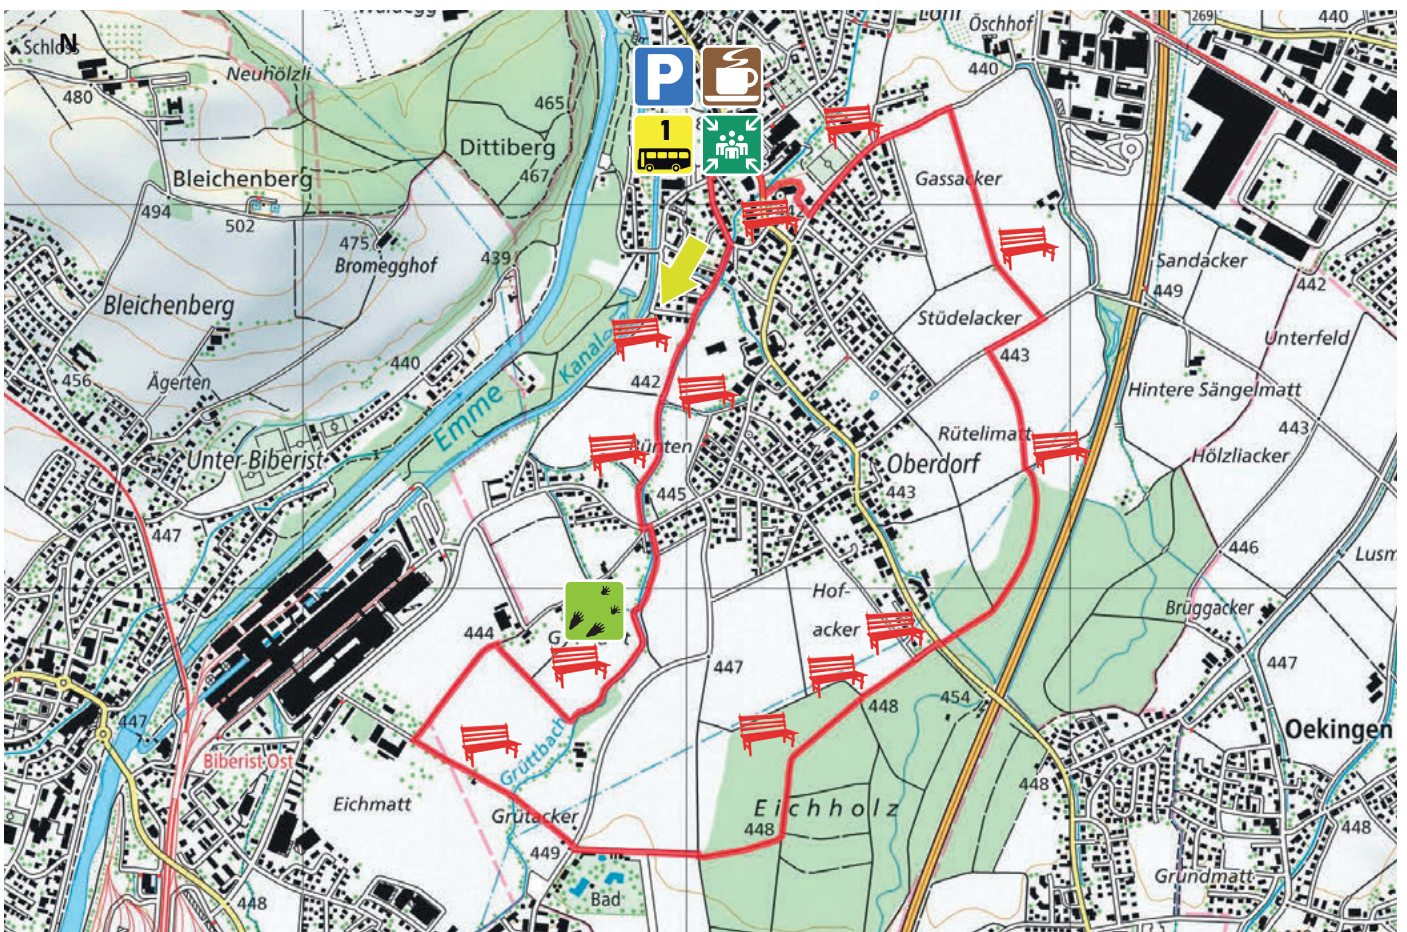 N
Schloss
Neuhölzli
480
Dittiberg
465
467
Bleichenberg
494
502
475
Bromegghof
439
Bleichenberg
456
Ägerten
440
Unter-Biberist
Emme
Kanal
P
1
Öschhof
440
269
440
Gassacker
Sandacker
449
442
Unterfeld
Stüdelacker
443
Hintere Sängelmatt
443
Hölzliacker
Rütelimatt
Oberdorf
443
442
445
447
446
Lusm
Brüggacker
Hof-
acker
444
447
447
448
454
447
Oekingen
Grüttbach
Biberist Ost
Eichmatt
Grütacker
Eichholz
448
448
448
449
Bad
448
Grundmatt